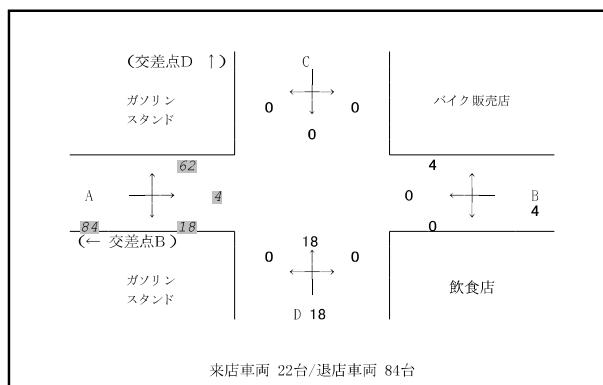 (交差点D ↑)
C
ガソリン
スタンド
バイク販売店
0 0
0
62
4
A
4
0
B
4
84
18
0
(← 交差点B)
18
0 0
ガソリン
スタンド
飲食店
D 18
来店車両 22台/退店車両 84台